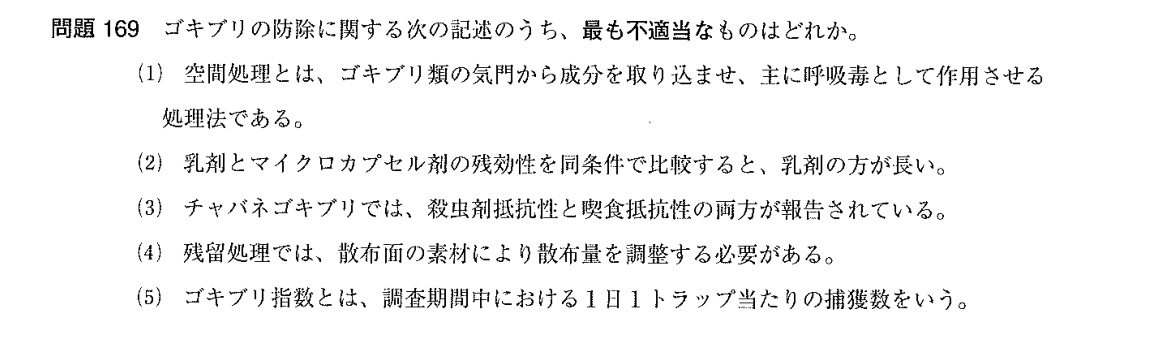 問題 169 ゴキブリの防除に関する次の記述のうち、最も不適当なものはどれか。
(1) 空間処理とは、ゴキブリ類の気門から成分を取り込ませ、主に呼吸毒として作用させる
処理法である。
(2) 乳剤とマイクロカプセル剤の残効性を同条件で比較すると、乳剤の方が長い。
(3) チャバネゴキブリでは、殺虫剤抵抗性と喫食抵抗性の両方が報告されている。
(4) 残留処理では、散布面の素材により散布量を調整する必要がある。
(5) ゴキブリ指数とは、調査期間中における1日1トラップ当たりの捕獲数をいう。